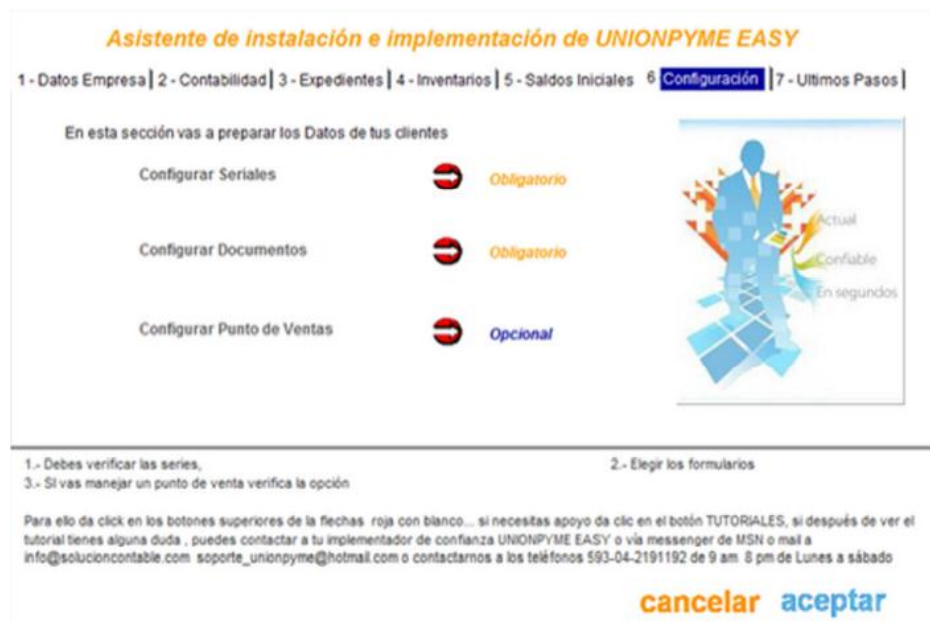 Asistente de instalación e implementación de UNIONPYME EASY
1 - Datos Empresa 2 - Contabilidad 3 - Expedientes 4 - Inventarios 5 - Saldos Iniciales 6 Configuración 7 - Ultimos Pasos
En esta sección vas a preparar los Datos de tus clientes
Configurar Seriales Obligatorio
Configurar Documentos Obligatorio
Configurar Punto de Ventas Opcional
Actual
Confiable
En segundos
1.- Debes verificar las series, 2.- Elegir los formularios
3.- SI vas manejar un punto de venta verifica la opción
Para ello da click en los botones superiores de la flechas roja con blanco... si necesitas apoyo da clic en el botón TUTORIALES, si después de ver el
tutorial tienes alguna duda , puedes contactar a tu implementador de confianza UNIONPYME EASY o vía messenger de MSN o mail a
info@solucioncontable.com soporte_unionpyme@hotmail.com o contactarnos a los teléfonos 593-04-2191192 de 9 am 8 pm de Lunes a sábado
cancelar aceptar